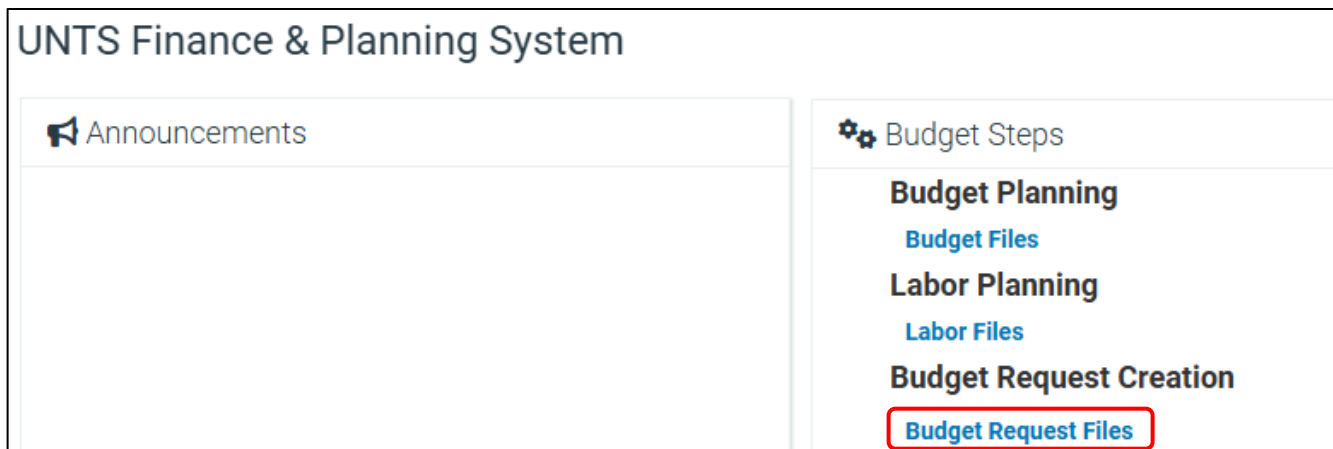 UNTS Finance & Planning System
Announcements
Budget Steps
Budget Planning
Budget Files
Labor Planning
Labor Files
Budget Request Creation
Budget Request Files